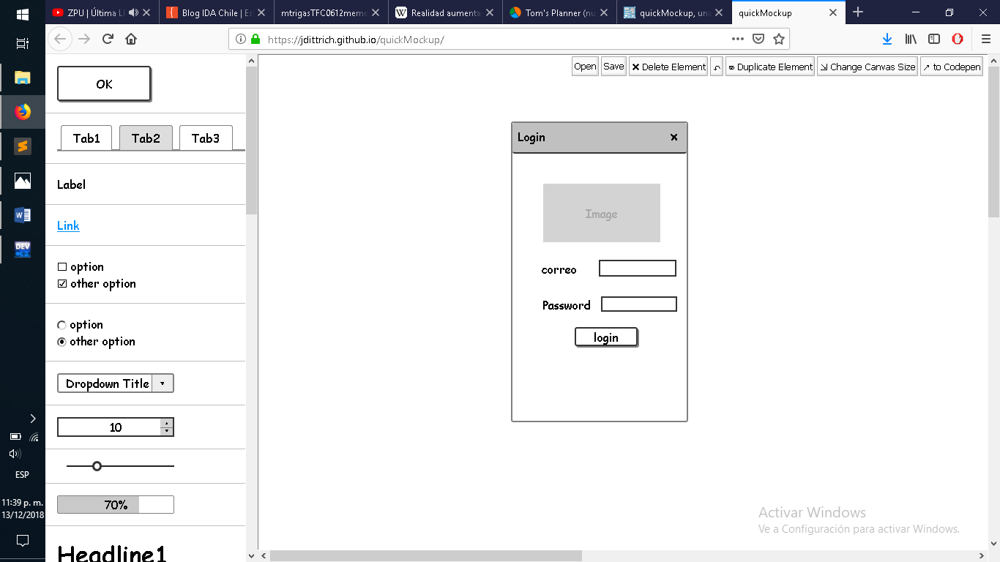 ZPU | Última Ll
Blog IDA Chile | Es
mtrigasTFC0612memo
Realidad aumenta
Tom's Planner (nu
quickMockup, una
quickMockup
https://jdittrich.github.io/quickMockup/
Open
Save
Delete Element
Duplicate Element
Change Canvas Size
to Codepen
OK
Tab1
Tab2
Tab3
Label
Link
option
other option
option
other option
Dropdown Title
10
70%
Headline1
Login
Image
correo
Password
login
DEV
C++
ESP
11:39 p. m.
13/12/2018
Activar Windows
Ve a Configuración para activar Windows.